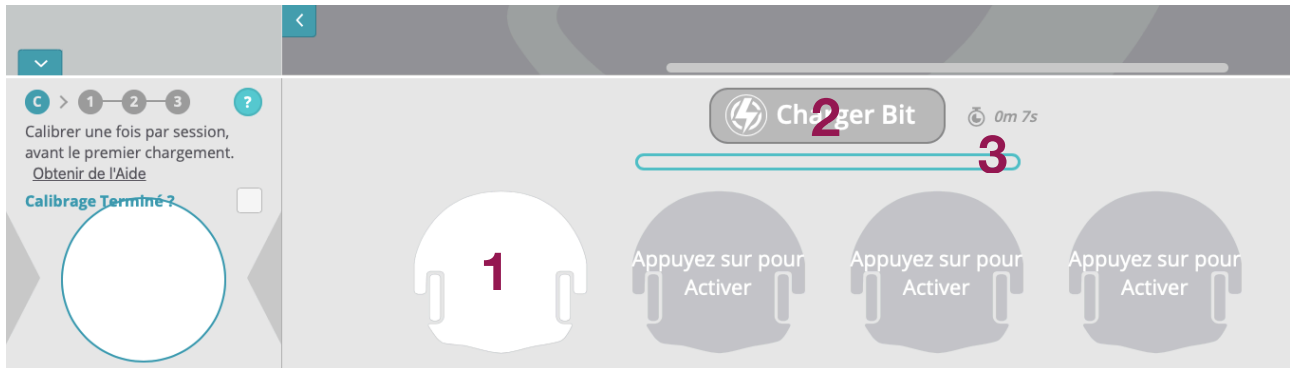 C > 1 2 3 ?
Calibrer une fois par session,
avant le premier chargement.
Obtenir de l'Aide
Calibrage Terminé ?
Charger Bit
0m 7s
1
2
3
Appuyez sur pour
Activer
Appuyez sur pour
Activer
Appuyez sur pour
Activer